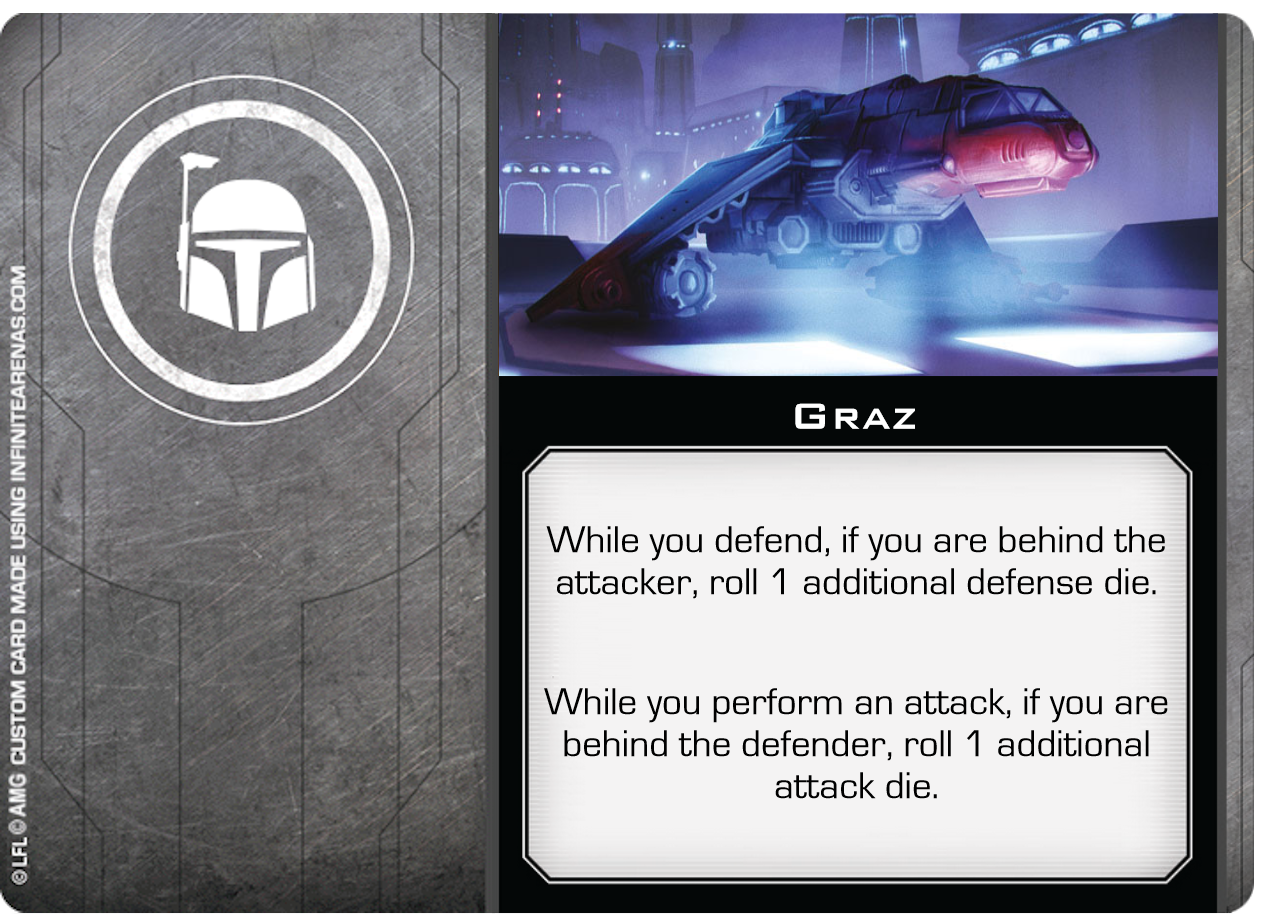 ©LFL ©AMG CUSTOM CARD MADE USING INFINITEARENAS.COM
Graz
While you defend, if you are behind the
attacker, roll 1 additional defense die.
While you perform an attack, if you are
behind the defender, roll 1 additional
attack die.